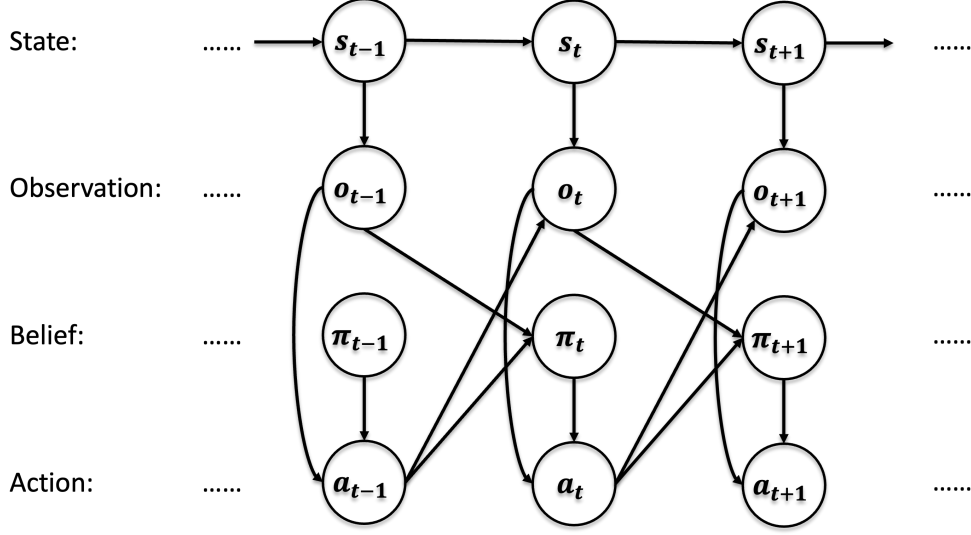 State: ...... s_{t-1} s_t s_{t+1} ......
Observation: ...... o_{t-1} o_t o_{t+1} ......
Belief: ...... π_{t-1} π_t π_{t+1} ......
Action: ...... a_{t-1} a_t a_{t+1} ......